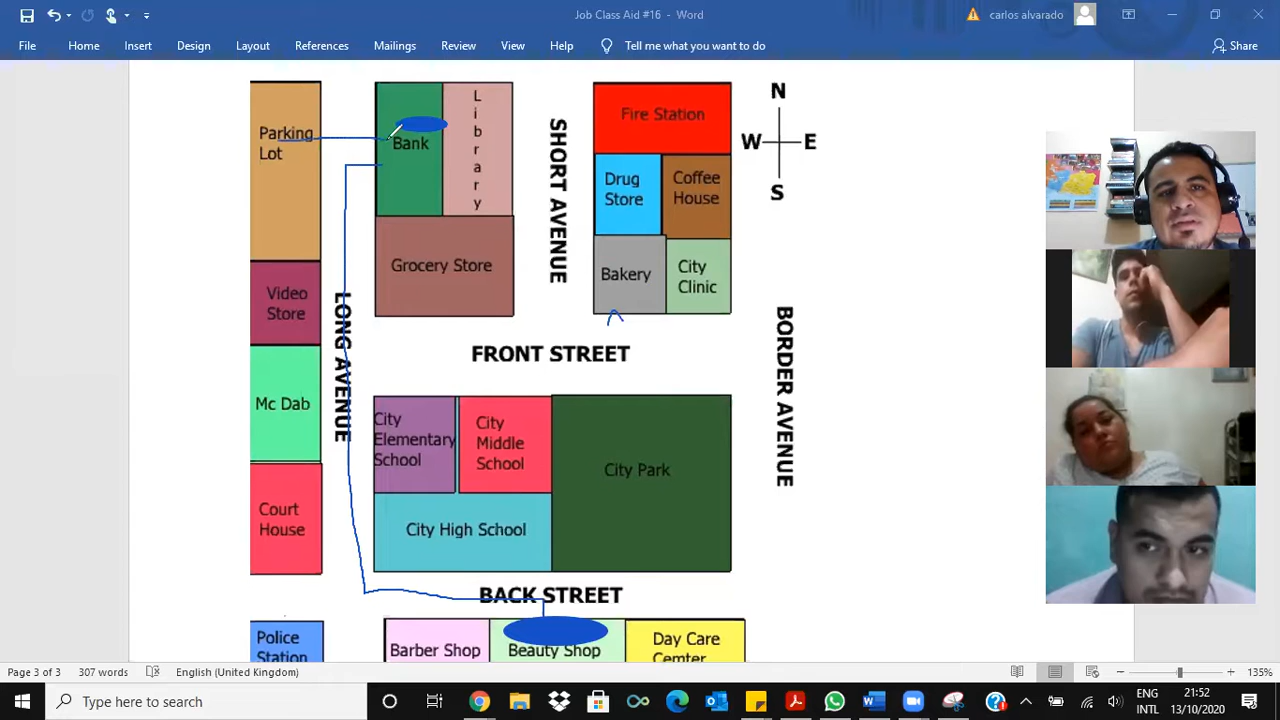 Job Class Aid #16 - Word
carlos alvarado
File Home Insert Design Layout References Mailings Review View Help Tell me what you want to do Share
Parking
Lot
Bank
Library
Grocery Store
SHORT AVENUE
Fire Station
Drug
Store
Coffee
House
Bakery
City
Clinic
N
W E
S
Video
Store
LONG AVENUE
FRONT STREET
BORDER AVENUE
Mc Dab
City
Elementary
School
City
Middle
School
City Park
Court
House
City High School
BACK STREET
Police
Station
Barber Shop
Beauty Shop
Day Care
Cemter
Page 3 of 3 307 words English (United Kingdom) 135%
Type here to search
ENG
INTL
21:52
13/10/2020